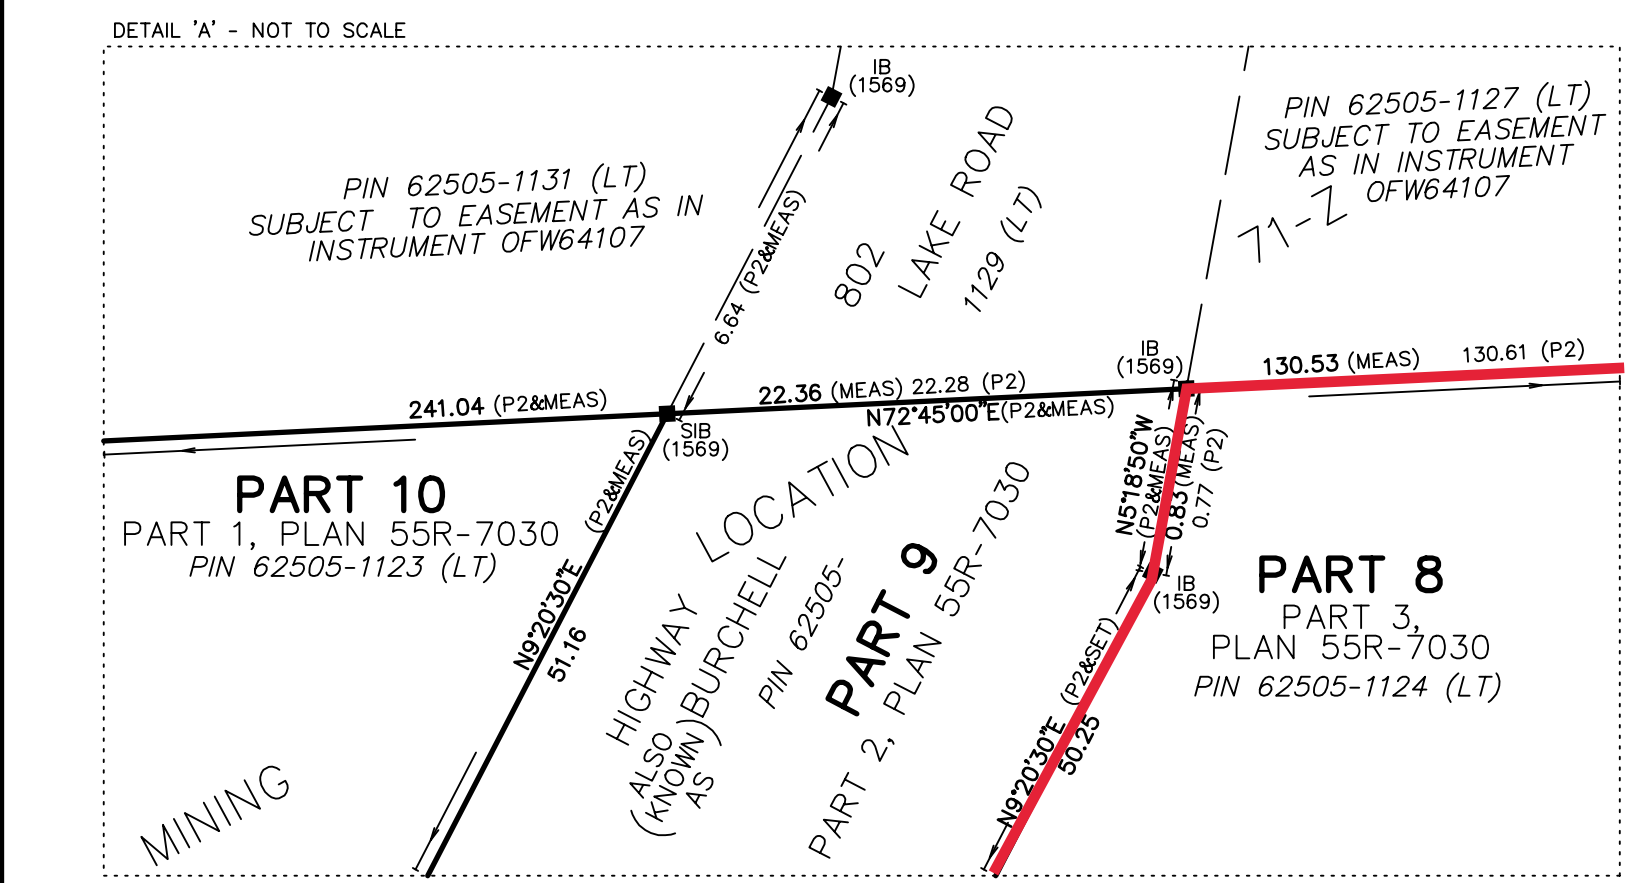 DETAIL 'A' - NOT TO SCALE
IB
(1569)
PIN 62505-1127 (LT)
SUBJECT TO EASEMENT
AS IN INSTRUMENT
OFW64107
PIN 62505-1131 (LT)
SUBJECT TO EASEMENT AS IN
INSTRUMENT OFW64107
6.64 (P2&MEAS)
802
LAKE ROAD
1129 (LT)
71-Z
IB
(1569)
130.53 (MEAS)
130.61 (P2)
241.04 (P2&MEAS)
22.36 (MEAS) 22.28 (P2)
N72°45'00"E(P2&MEAS)
SIB
(1569)
N5°18'50"W
(P2&MEAS)
0.83 (MEAS)
0.77 (P2)
IB
(1569)
PART 10
PART 1, PLAN 55R-7030
PIN 62505-1123 (LT)
N9°20'30"E (P2&MEAS)
51.16
MINING
LOCATION
HIGHWAY
(ALSO
KNOWN
AS)
BURCHELL
PIN 62505-
PART 9
PART 2, PLAN 55R-7030
N9°20'30"E (P2&SET)
50.25
PART 8
PART 3,
PLAN 55R-7030
PIN 62505-1124 (LT)